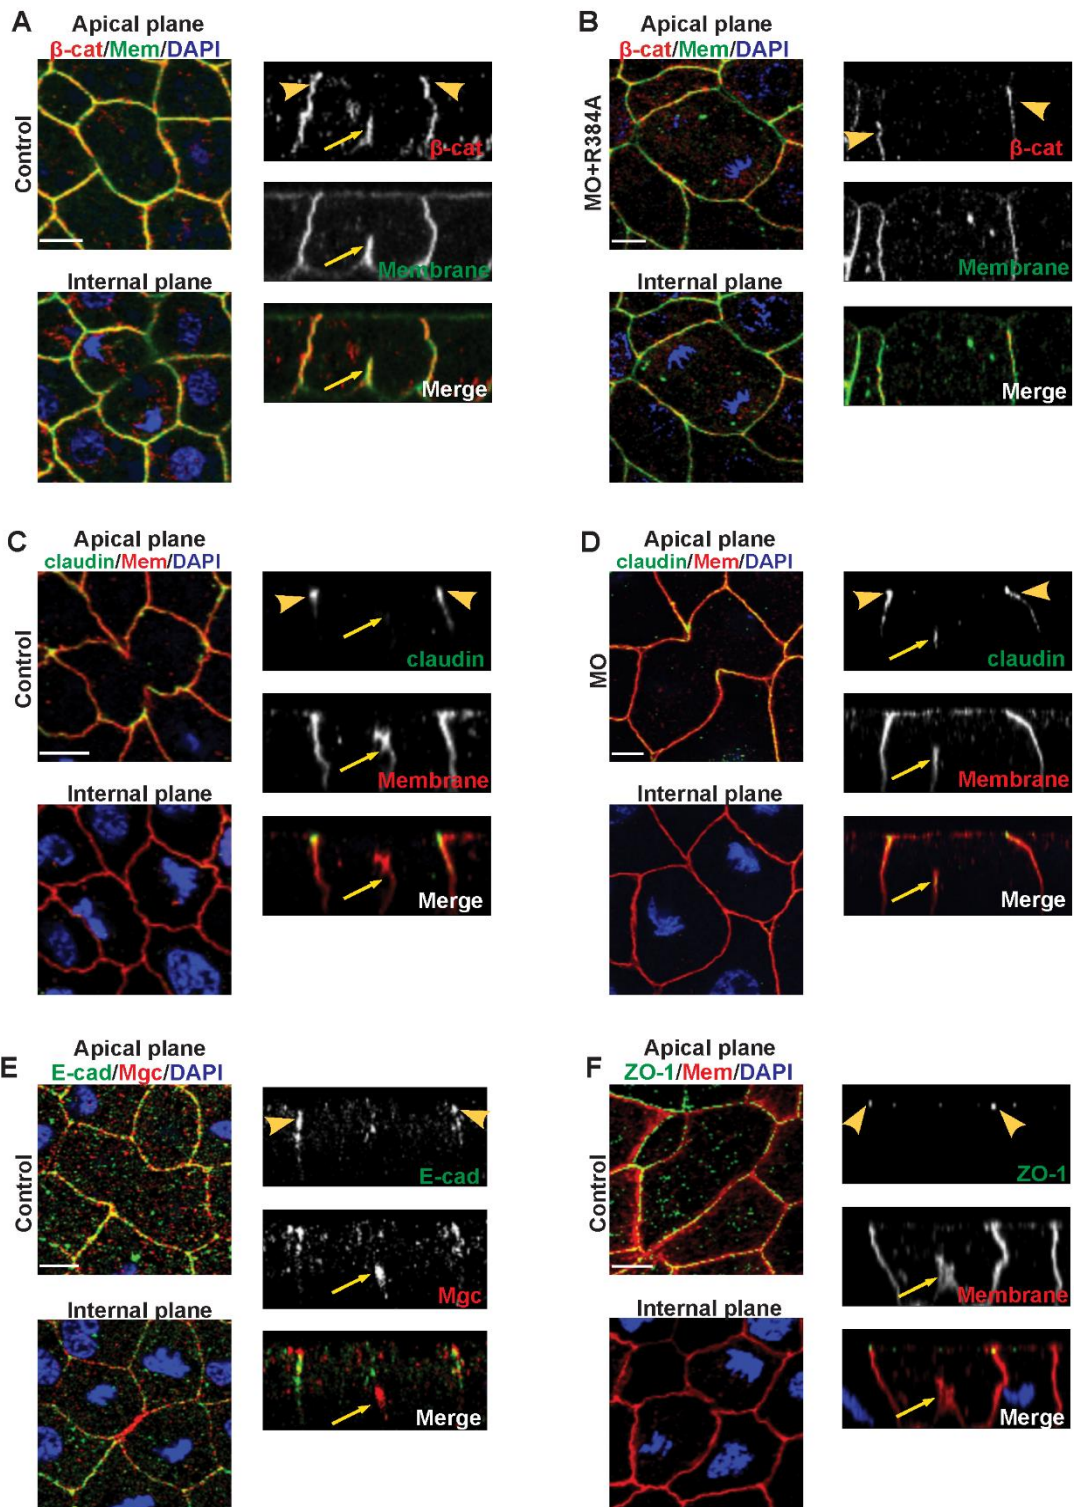 A
Apical plane
β-cat/Mem/DAPI
Control
β-cat
Membrane
Internal plane
Merge
B
Apical plane
β-cat/Mem/DAPI
MO+R384A
β-cat
Membrane
Internal plane
Merge
C
Apical plane
claudin/Mem/DAPI
Control
claudin
Membrane
Internal plane
Merge
D
Apical plane
claudin/Mem/DAPI
MO
claudin
Membrane
Internal plane
Merge
E
Apical plane
E-cad/Mgc/DAPI
Control
E-cad
Mgc
Internal plane
Merge
F
Apical plane
ZO-1/Mem/DAPI
Control
ZO-1
Membrane
Internal plane
Merge